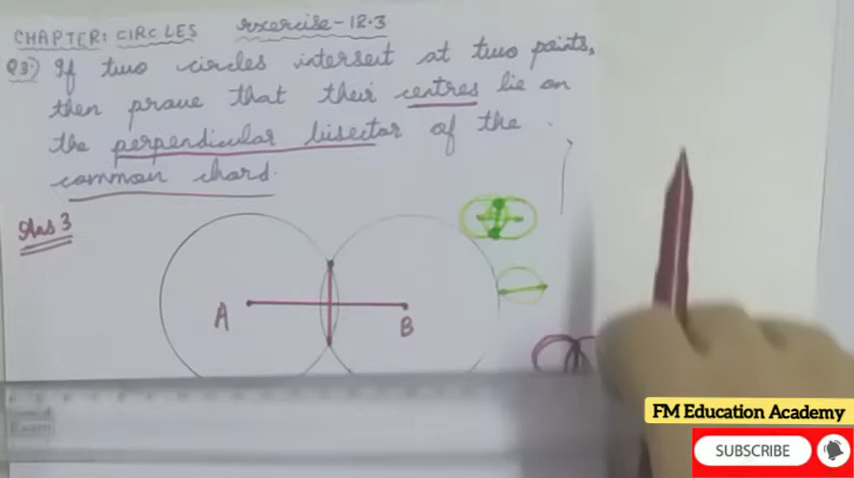 CHAPTER: CIRCLES exercise-12.3
Q3:) If two circles intersect at two points,
then prove that their centres lie on
the perpendicular bisector of the
common chord.
Ans 3
A
B
FM Education Academy
SUBSCRIBE